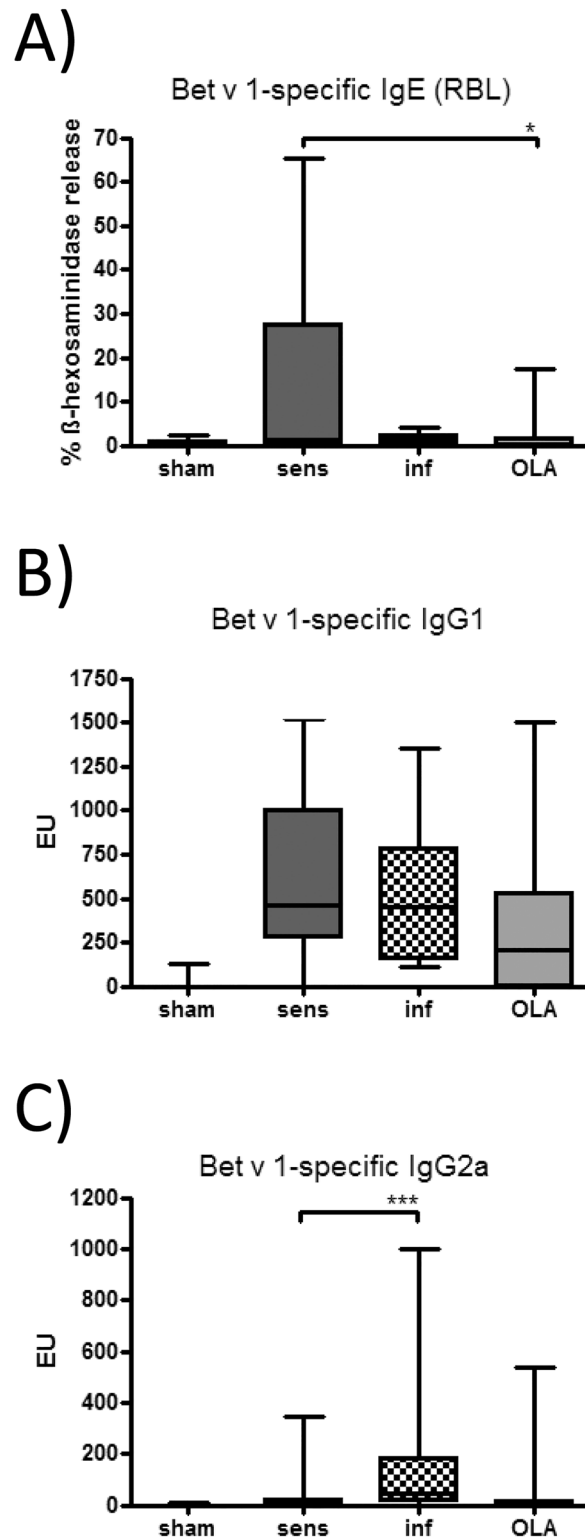 A)
Bet v 1-specific IgE (RBL)
% ß-hexosaminidase release
70
60
50
40
30
20
10
0
*
sham sens inf OLA
B)
Bet v 1-specific IgG1
EU
1750
1500
1250
1000
750
500
250
0
sham sens inf OLA
C)
Bet v 1-specific IgG2a
EU
1200
1000
800
600
400
200
0
***
sham sens inf OLA